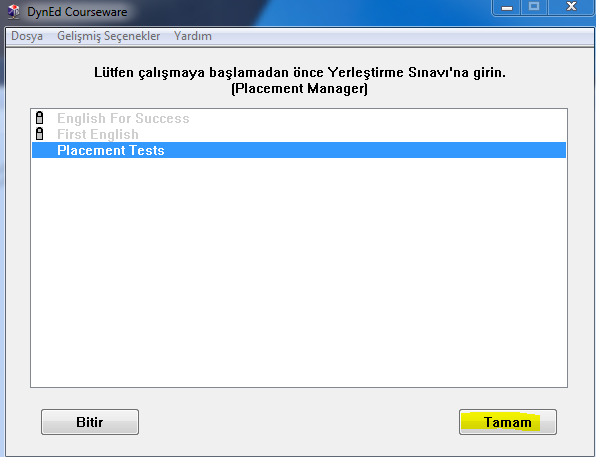 DynEd Courseware
Dosya Gelişmiş Seçenekler Yardım
Lütfen çalışmaya başlamadan önce Yerleştirme Sınavı'na girin.
(Placement Manager)
English For Success
First English
Placement Tests
Bitir Tamam